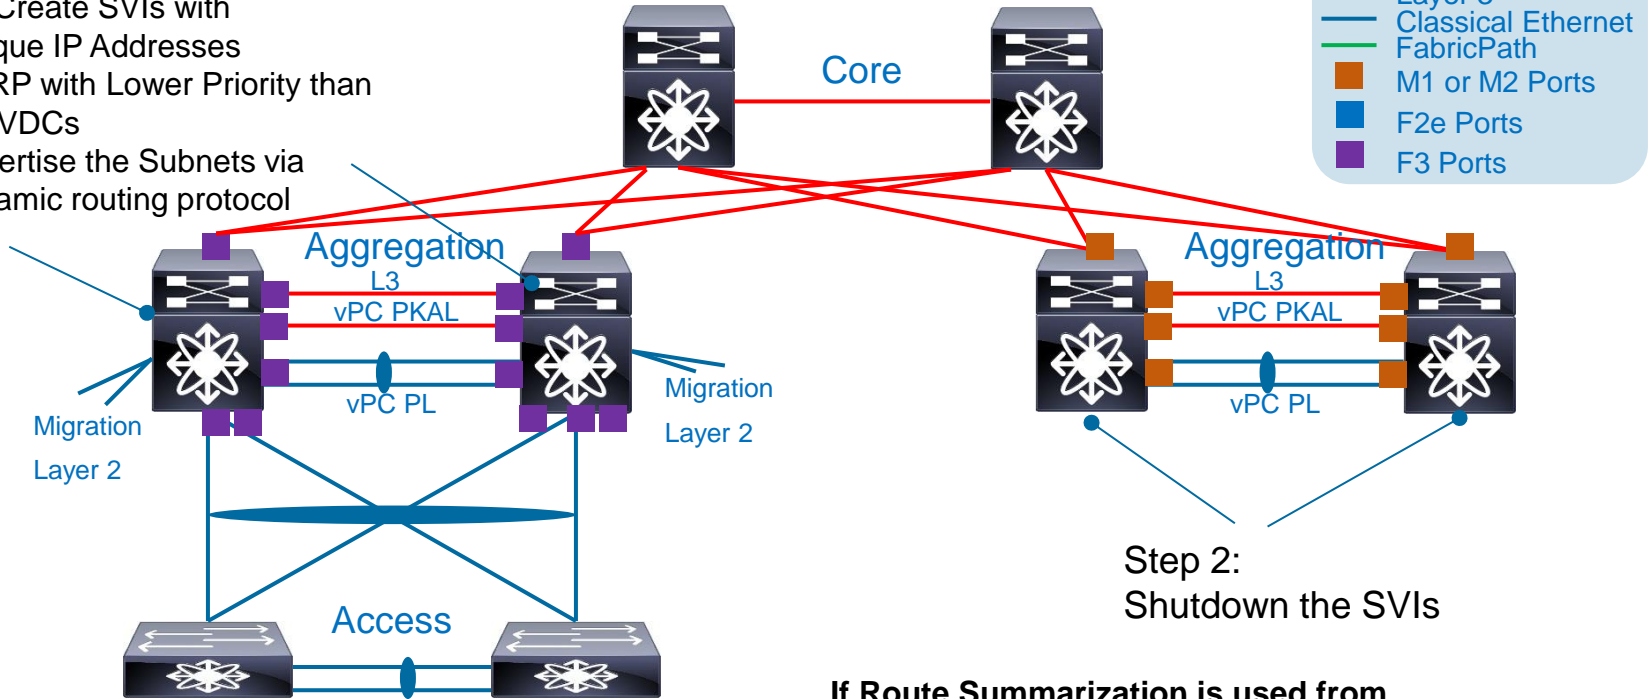 Create SVIs with
que IP Addresses
RP with Lower Priority than
VDCs
ertise the Subnets via
amic routing protocol
Core
Classical Ethernet
FabricPath
M1 or M2 Ports
F2e Ports
F3 Ports
Aggregation
L3
vPC PKAL
vPC PL
Migration
Layer 2
Migration
Layer 2
Aggregation
L3
vPC PKAL
vPC PL
Step 2:
Shutdown the SVIs
Access
If Route Summarization is used from